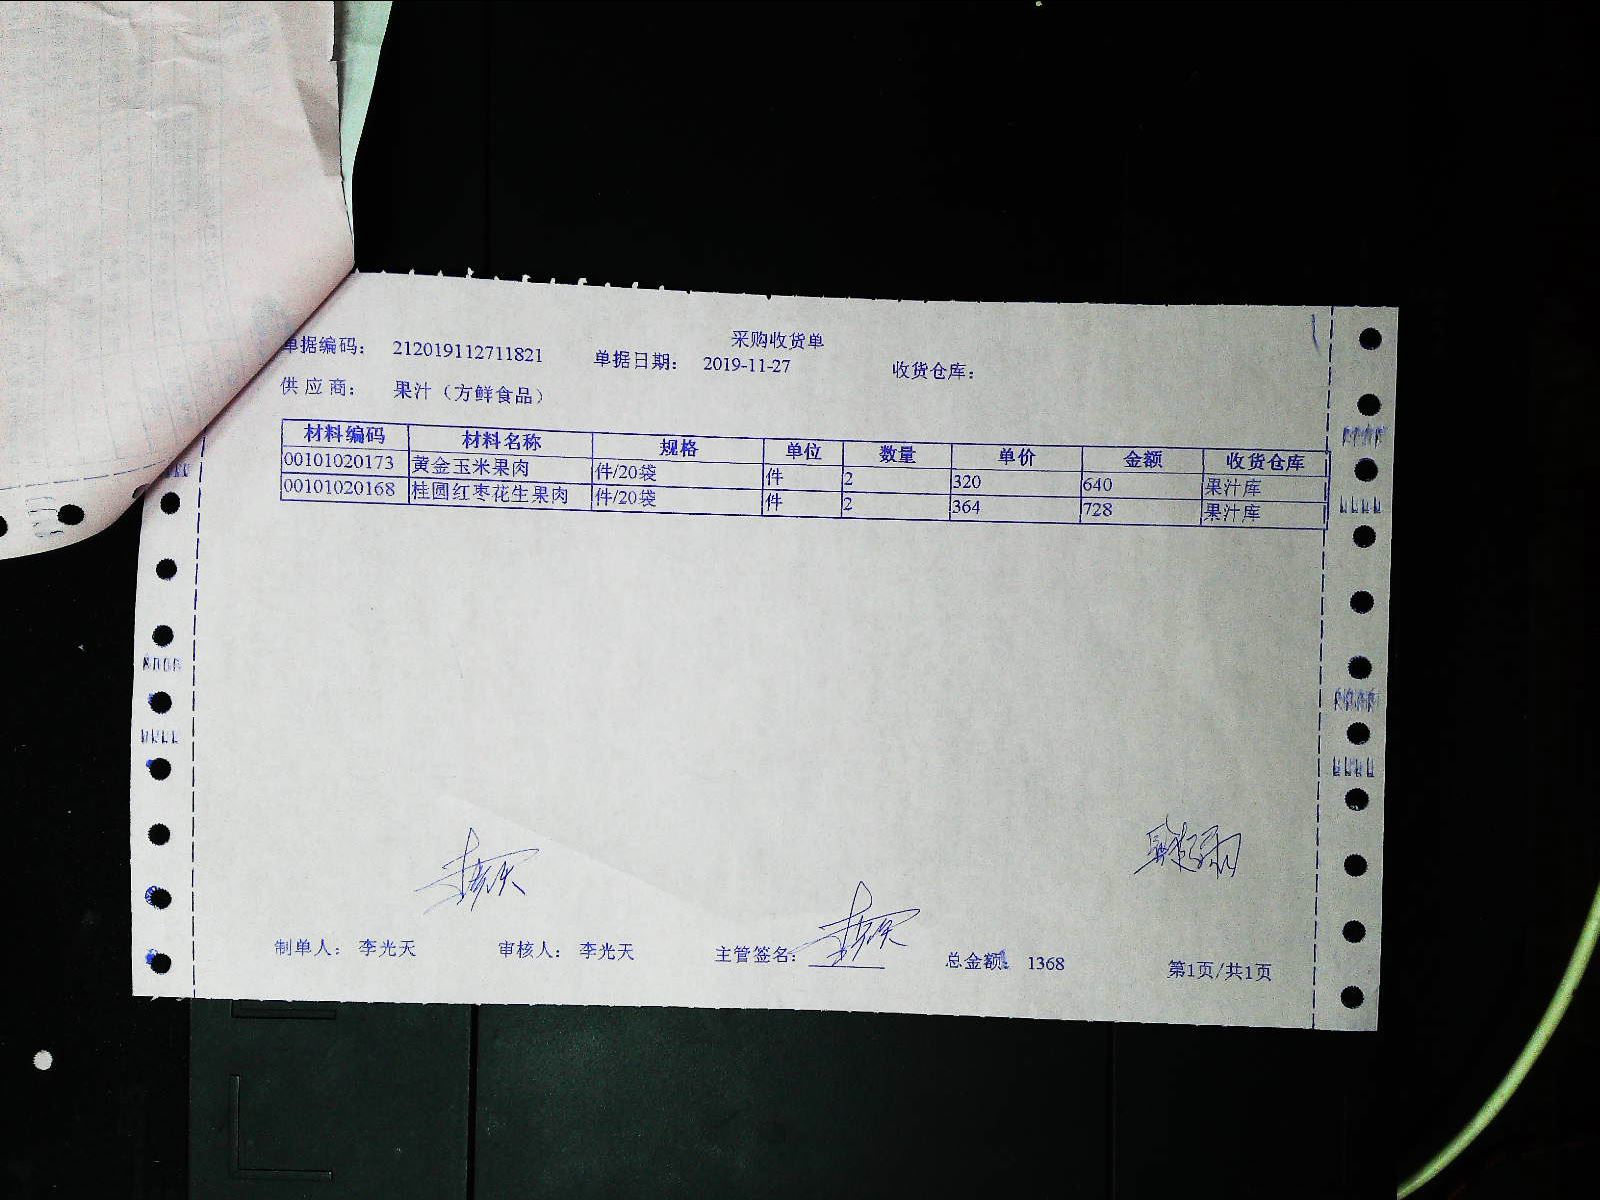 采购收货单
单据编码： 212019112711821 单据日期： 2019-11-27 收货仓库：
供 应 商： 果汁（方鲜食品）
材料编码 材料名称 规格 单位 数量 单价 金额 收货仓库
00101020173 黄金玉米果肉 件/20袋 件 2 320 640 果汁库
00101020168 桂圆红枣花生果肉 件/20袋 件 2 364 728 果汁库
制单人： 李光天 审核人： 李光天 主管签名： 总金额： 1368 第1页/共1页